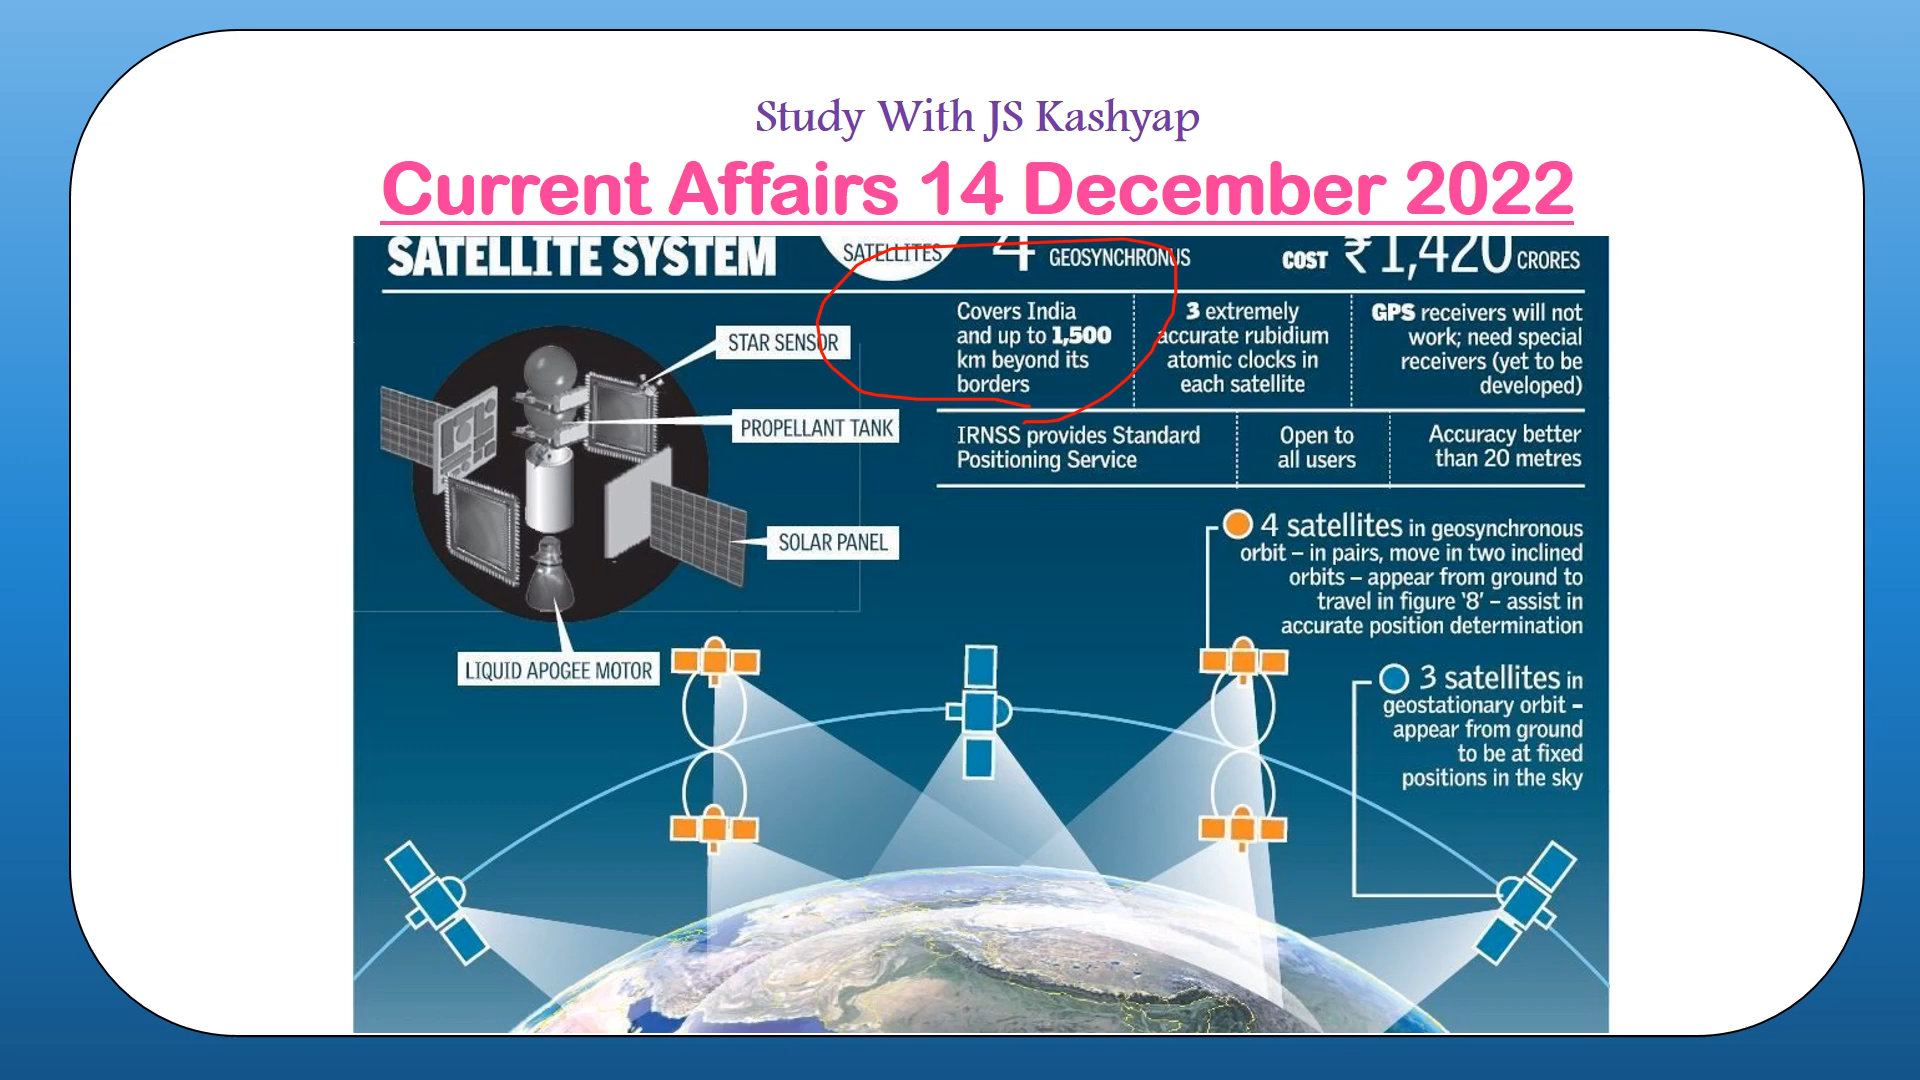 Study With JS Kashyap
Current Affairs 14 December 2022
SATELLITE SYSTEM
SATELLITES
4 GEOSYNCHRONUS
COST ₹1,420 CRORES
Covers India
and up to 1,500
km beyond its
borders
3 extremely
accurate rubidium
atomic clocks in
each satellite
GPS receivers will not
work; need special
receivers (yet to be
developed)
IRNSS provides Standard
Positioning Service
Open to
all users
Accuracy better
than 20 metres
STAR SENSOR
PROPELLANT TANK
SOLAR PANEL
LIQUID APOGEE MOTOR
4 satellites in geosynchronous
orbit – in pairs, move in two inclined
orbits – appear from ground to
travel in figre '8' – assist in
accurate position determination
3 satellites in
geostationary orbit –
appear from ground
to be at fixed
positions in the sky